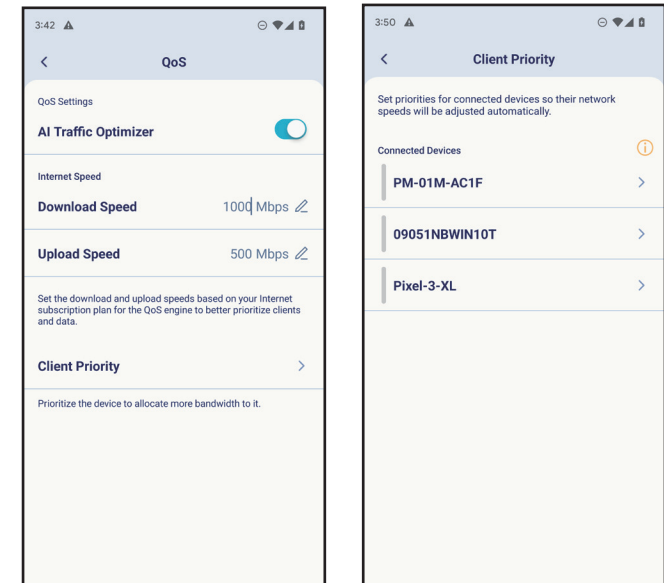 3:42
QoS
QoS Settings
AI Traffic Optimizer
Internet Speed
Download Speed 1000 Mbps
Upload Speed 500 Mbps
Set the download and upload speeds based on your Internet
subscription plan for the QoS engine to better prioritize clients
and data.
Client Priority
Prioritize the device to allocate more bandwidth to it.
3:50
Client Priority
Set priorities for connected devices so their network
speeds will be adjusted automatically.
Connected Devices
PM-01M-AC1F
09051NBWIN10T
Pixel-3-XL